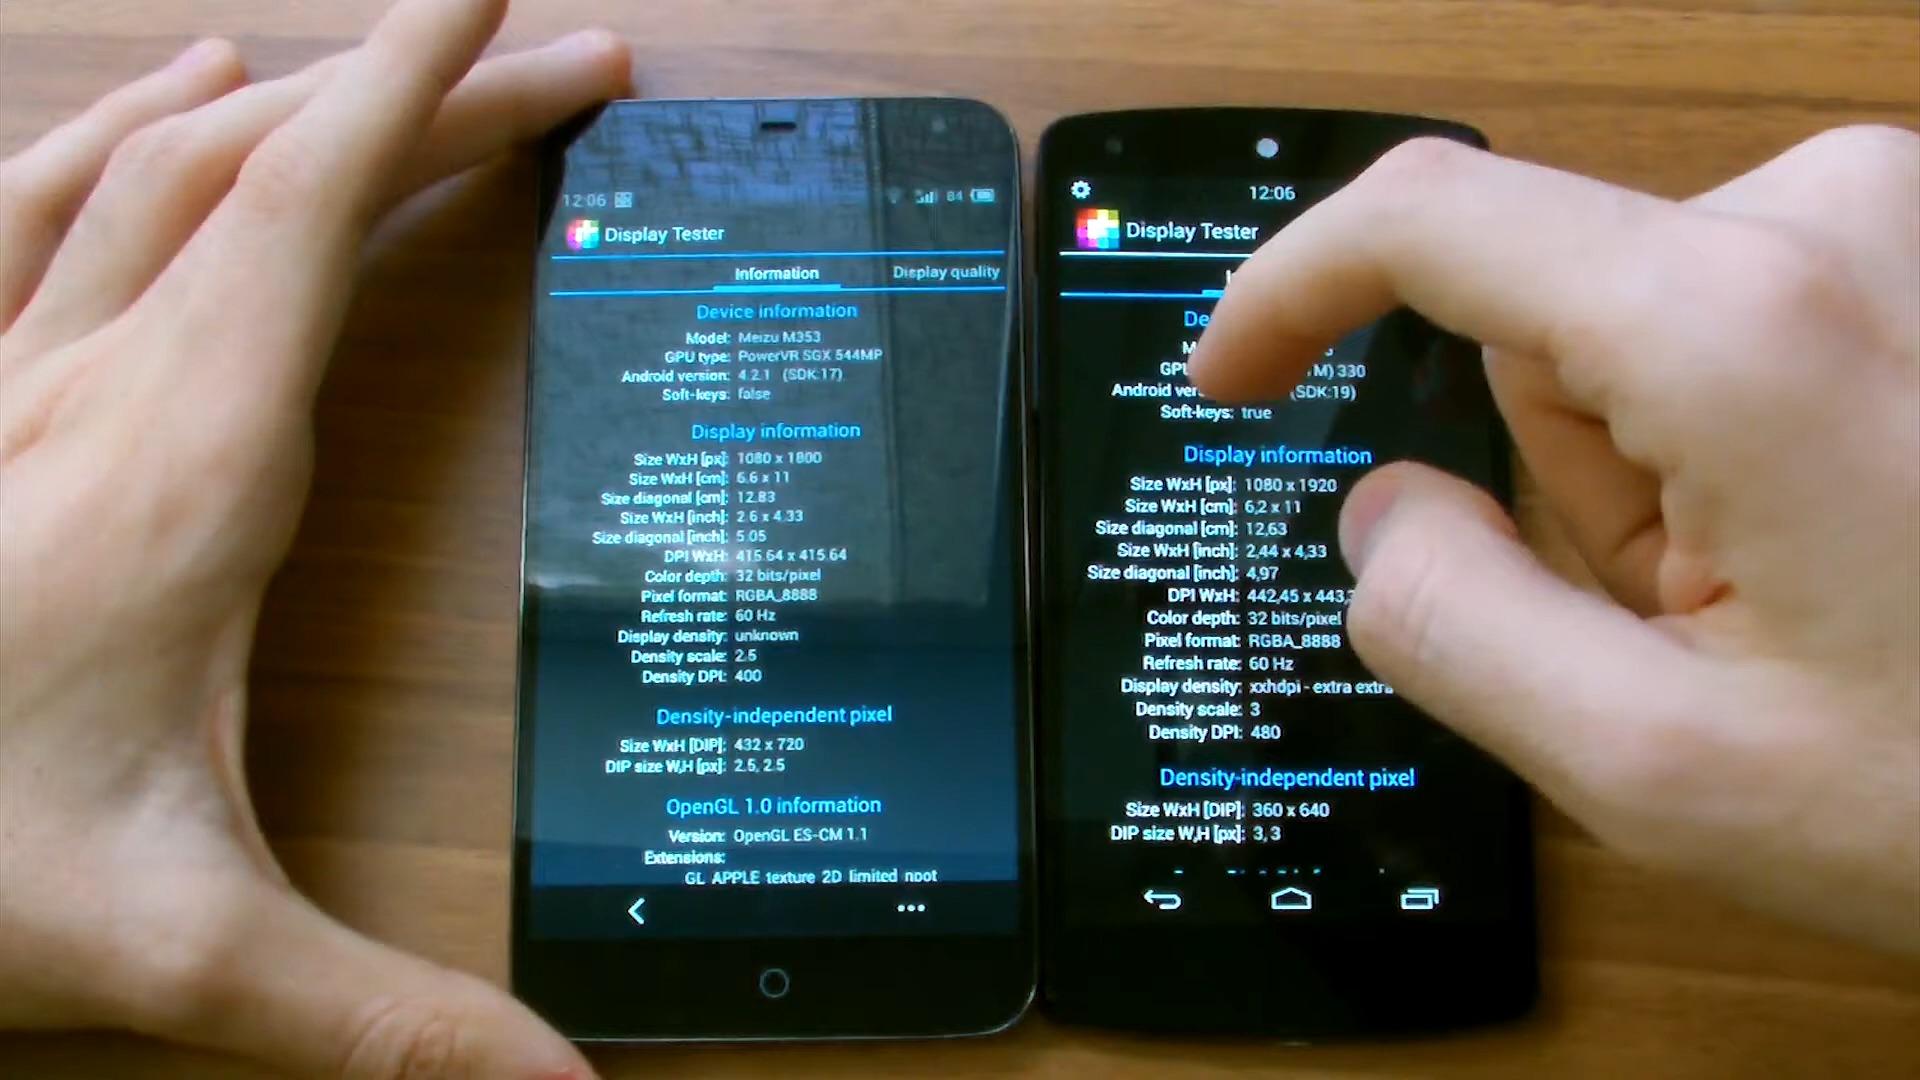 12:06
84
Display Tester
Information
Display quality
Device information
Model: Meizu M353
GPU type: PowerVR SGX 544MP
Android version: 4.2.1 (SDK:17)
Soft-keys: false
Display information
Size WxH [px]: 1080 x 1800
Size WxH [cm]: 6.6 x 11
Size diagonal [cm]: 12.83
Size WxH [inch]: 2.6 x 4.33
Size diagonal [inch]: 5.05
DPI WxH: 415.64 x 415.64
Color depth: 32 bits/pixel
Pixel format: RGBA_8888
Refresh rate: 60 Hz
Display density: unknown
Density scale: 2.5
Density DPI: 400
Density-independent pixel
Size WxH [DIP]: 432 x 720
DIP size W,H [px]: 2.5, 2.5
OpenGL 1.0 information
Version: OpenGL ES-CM 1.1
Extensions:
GL_APPLE_texture_2D_limited_npot
12:06
Display Tester
330
Android (SDK:19)
Soft-keys: true
Display information
Size WxH [px]: 1080 x 1920
Size WxH [cm]: 6,2 x 11
Size diagonal [cm]: 12,63
Size WxH [inch]: 2,44 x 4,33
Size diagonal [inch]: 4,97
DPI WxH: 442,45 x 443,
Color depth: 32 bits/pixel
Pixel format: RGBA_8888
Refresh rate: 60 Hz
Display density: xxhdpi - extra extra
Density scale: 3
Density DPI: 480
Density-independent pixel
Size WxH [DIP]: 360 x 640
DIP size W,H [px]: 3, 3